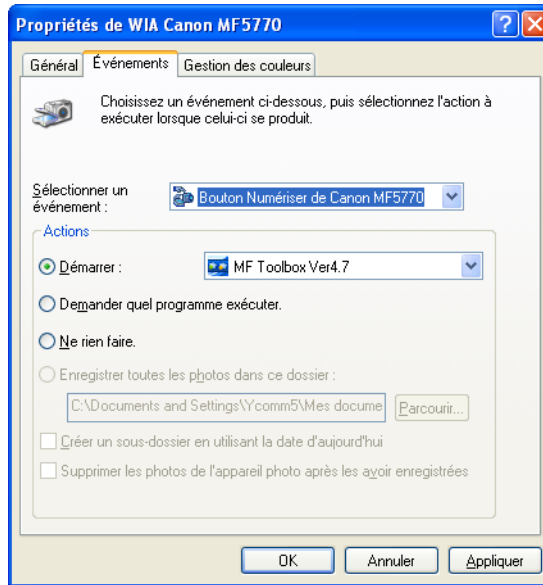 Propriétés de WIA Canon MF5770
Général Événements Gestion des couleurs
Choisissez un événement ci-dessous, puis sélectionnez l'action à
exécuter lorsque celui-ci se produit.
Sélectionner un
événement :
Bouton Numériser de Canon MF5770
Actions
Démarrer : MF Toolbox Ver4.7
Demander quel programme exécuter.
Ne rien faire.
Enregistrer toutes les photos dans ce dossier :
C:\Documents and Settings\Ycomm5\Mes docume Parcourir...
Créer un sous-dossier en utilisant la date d'aujourd'hui
Supprimer les photos de l'appareil photo après les avoir enregistrées
OK Annuler Appliquer